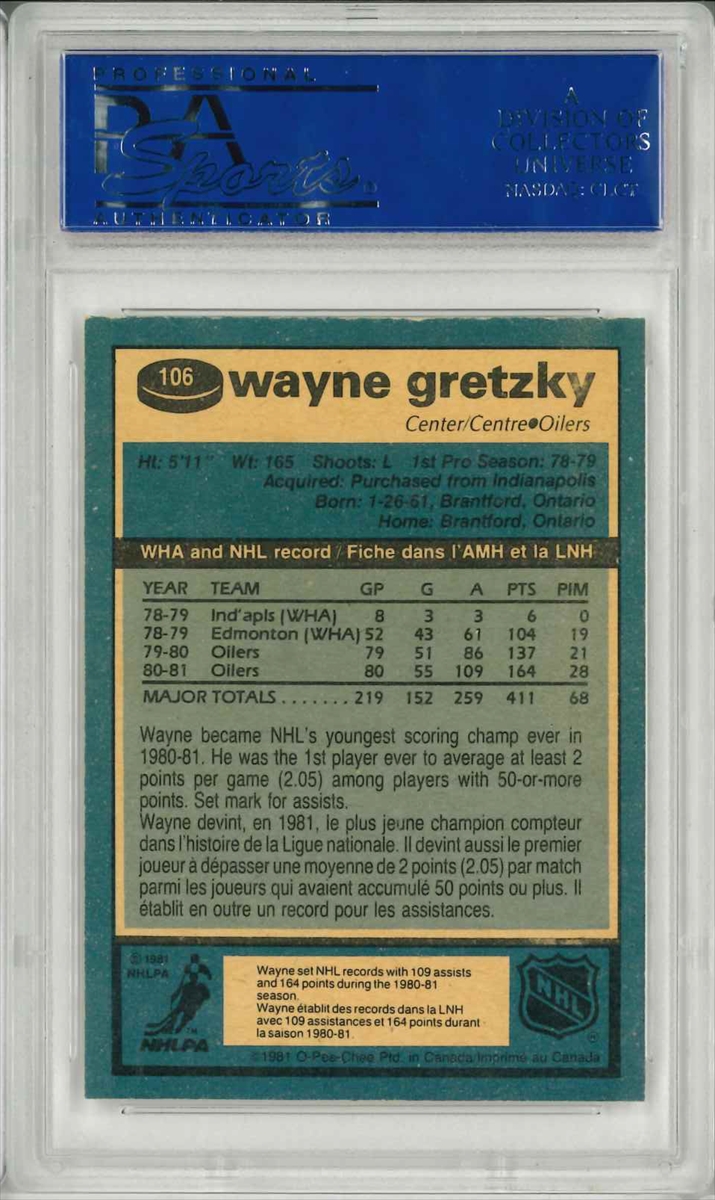 PROFESSIONAL
PSA
Sports®
AUTHENTICATOR
A
DIVISION OF
COLLECTORS
UNIVERSE
NASDAQ: CLCT
106 wayne gretzky
Center/Centre•Oilers
Ht: 5'11" Wt: 165 Shoots: L 1st Pro Season: 78-79
Acquired: Purchased from Indianapolis
Born: 1-26-61, Brantford, Ontario
Home: Brantford, Ontario
WHA and NHL record / Fiche dans l'AMH et la LNH
YEAR TEAM GP G A PTS PIM
78-79 Ind'apls (WHA) 8 3 3 6 0
78-79 Edmonton (WHA) 52 43 61 104 19
79-80 Oilers 79 51 86 137 21
80-81 Oilers 80 55 109 164 28
MAJOR TOTALS ....... 219 152 259 411 68
Wayne became NHL's youngest scoring champ ever in
1980-81. He was the 1st player ever to average at least 2
points per game (2.05) among players with 50-or-more
points. Set mark for assists.
Wayne devint, en 1981, le plus jeune champion compteur
dans l'histoire de la Ligue nationale. Il devint aussi le premier
joueur à dépasser une moyenne de 2 points (2.05) par match
parmi les joueurs qui avaient accumulé 50 points ou plus. Il
établit en outre un record pour les assistances.
© 1981
NHLPA
NHLPA
Wayne set NHL records with 109 assists
and 164 points during the 1980-81
season.
Wayne établit des records dans la LNH
avec 109 assistances et 164 points durant
la saison 1980-81.
NHL
®
©1981 O-Pee-Chee Ptd. in Canada/Imprimé au Canada